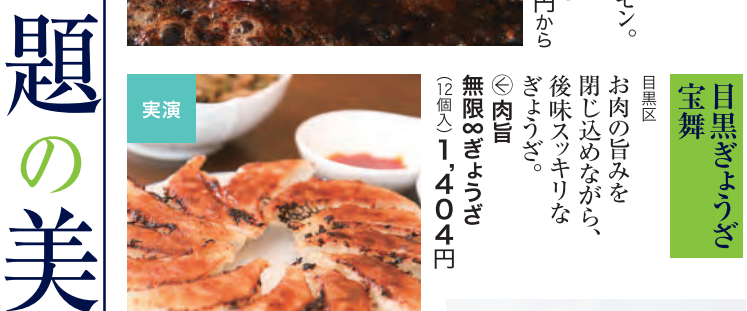 題の美
モン。
円から
目黒ぎょうざ
宝舞
目黒区
お肉の旨みを
閉じ込めながら、
後味スッキリな
ぎょうざ。
肉旨
無限∞ぎょうざ
(12個入)1,404円
実演